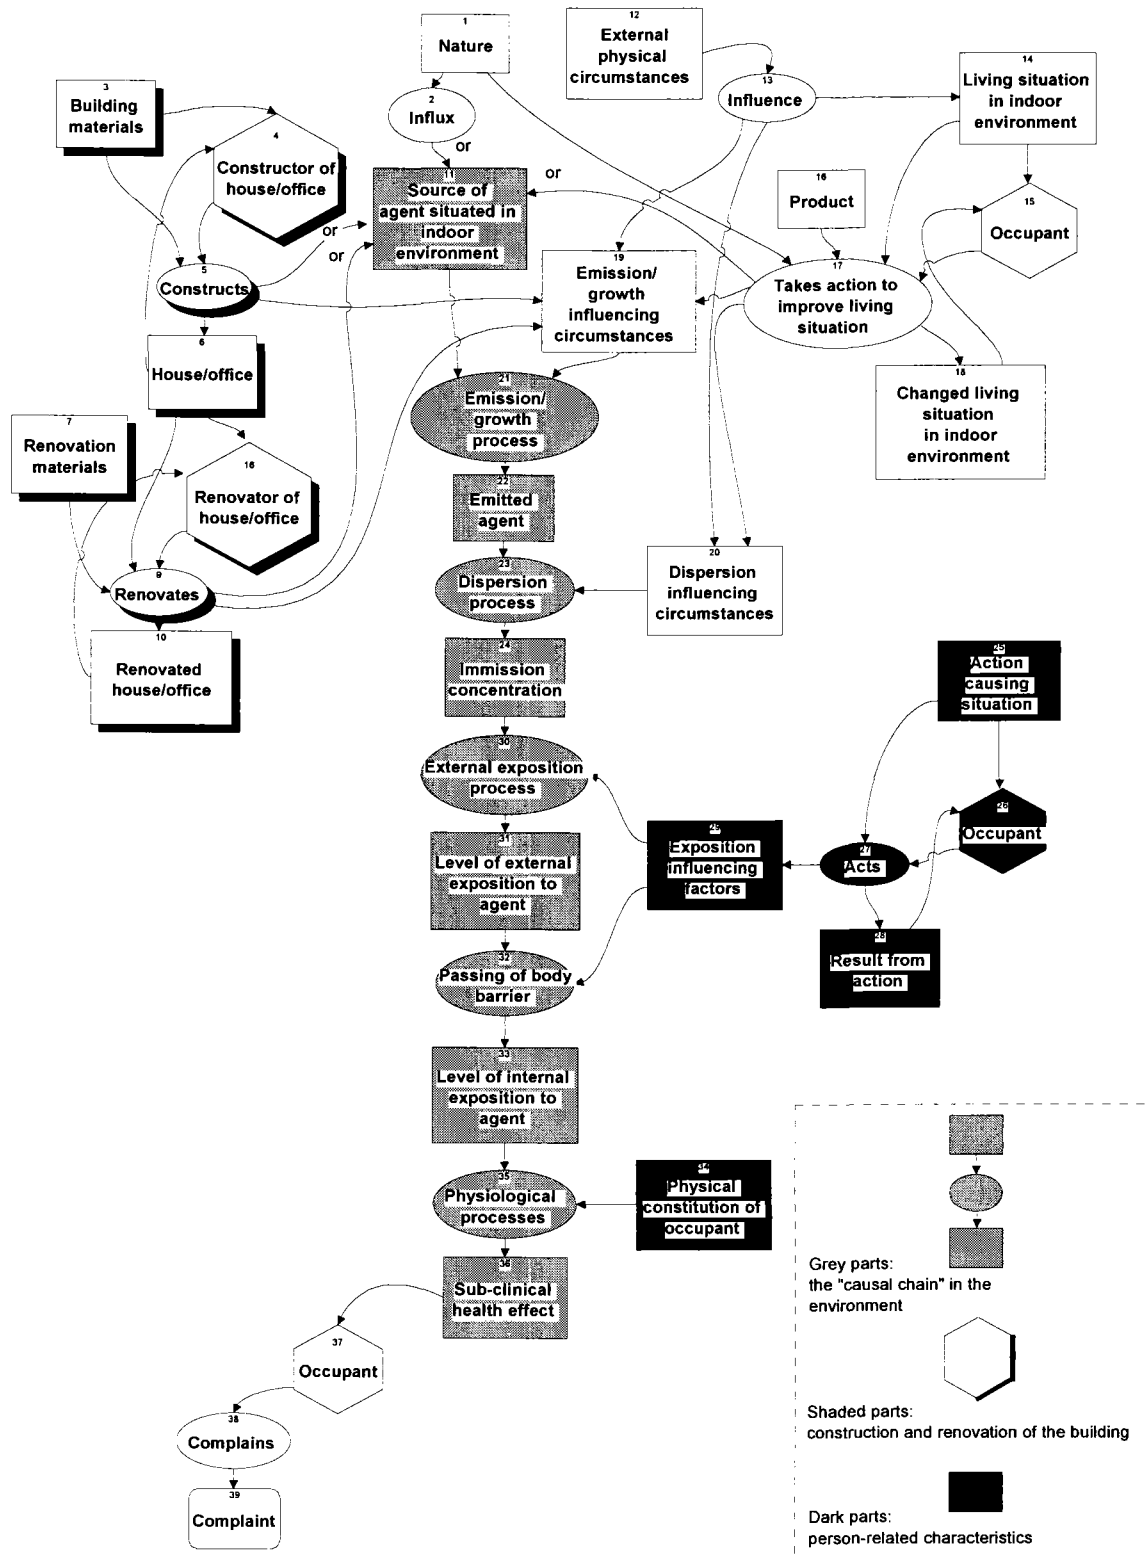 1
Nature
2
Influx
or
12
External
physical
circumstances
13
Influence
14
Living situation
in indoor
environment
3
Building
materials
4
Constructor of
house/office
11
Source of
agent situated in
indoor
environment
or
or
or
16
Product
15
Occupant
5
Constructs
19
Emission/
growth
influencing
circumstances
17
Takes action to
improve living
situation
6
House/office
18
Changed living
situation
in indoor
environment
21
Emission/
growth
process
7
Renovation
materials
16
Renovator of
house/office
22
Emitted
agent
9
Renovates
23
Dispersion
process
20
Dispersion
influencing
circumstances
10
Renovated
house/office
24
Immission
concentration
25
Action
causing
situation
30
External exposition
process
26
Occupant
31
Level of external
exposition to
agent
29
Exposition
influencing
factors
27
Acts
28
Result from
action
32
Passing of body
barrier
33
Level of internal
exposition to
agent
34
Physical
constitution of
occupant
35
Physiological
processes
36
Sub-clinical
health effect
37
Occupant
38
Complains
39
Complaint
Grey parts:
the "causal chain" in the
environment
Shaded parts:
construction and renovation of the building
Dark parts:
person-related characteristics